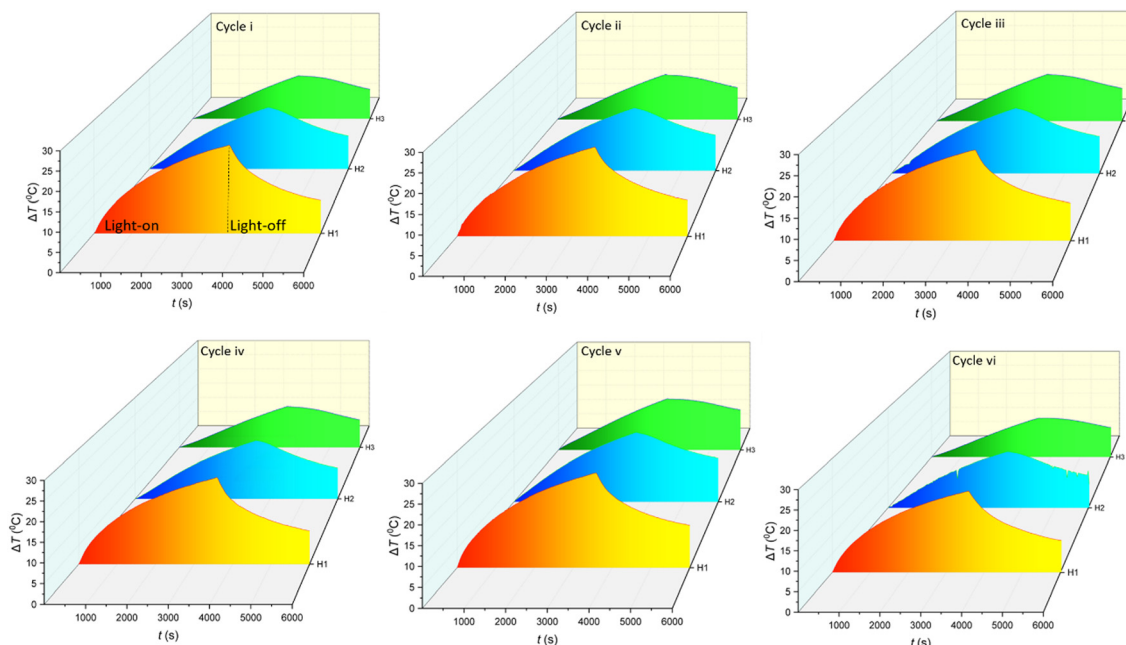 Cycle i
30
25
20
15
10
5
0
ΔT (⁰C)
Light-on
Light-off
H3
H2
H1
1000 2000 3000 4000 5000 6000
t (s)
Cycle ii
30
25
20
15
10
5
0
ΔT (⁰C)
H3
H2
H1
1000 2000 3000 4000 5000 6000
t (s)
Cycle iii
30
25
20
15
10
5
0
ΔT (⁰C)
H2
H1
1000 2000 3000 4000 5000 6000
t (s)
Cycle iv
30
25
20
15
10
5
0
ΔT (⁰C)
H3
H2
H1
1000 2000 3000 4000 5000 6000
t (s)
Cycle v
30
25
20
15
10
5
0
ΔT (⁰C)
H3
H2
H1
1000 2000 3000 4000 5000 6000
t (s)
Cycle vi
30
25
20
15
10
5
0
ΔT (⁰C)
H3
H2
H1
1000 2000 3000 4000 5000 6000
t (s)